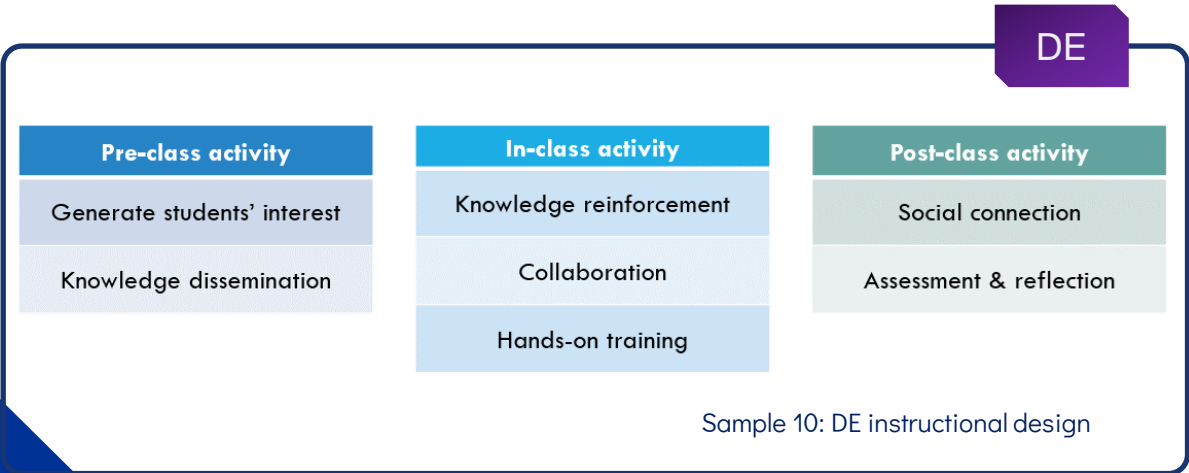 DE
Pre-class activity
Generate students’ interest
Knowledge dissemination
In-class activity
Knowledge reinforcement
Collaboration
Hands-on training
Post-class activity
Social connection
Assessment & reflection
Sample 10: DE instructional design